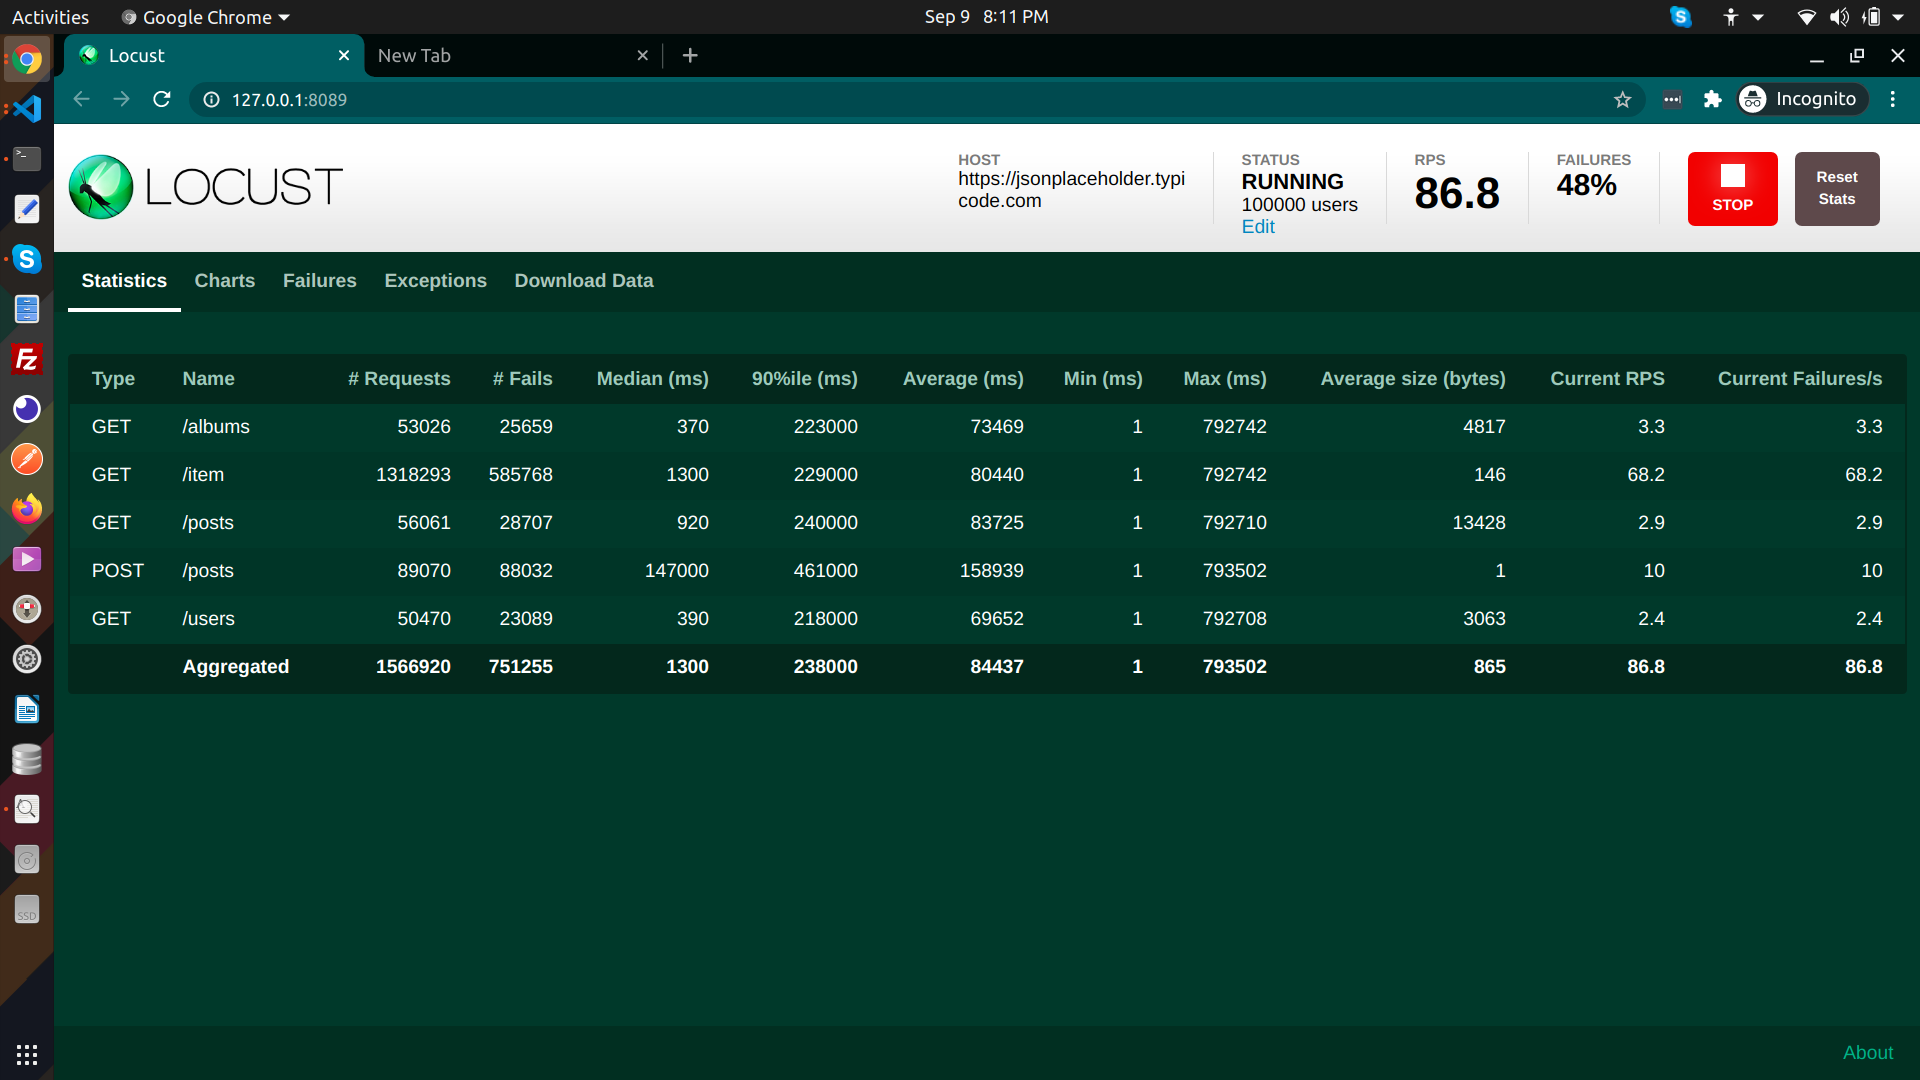 Activities Google Chrome Sep 9 8:11 PM
Locust New Tab
127.0.0.1:8089 Incognito
LOCUST
HOST
https://jsonplaceholder.typi
code.com
STATUS
RUNNING
100000 users
Edit
RPS
86.8
FAILURES
48%
STOP
Reset
Stats
Statistics Charts Failures Exceptions Download Data
Type Name # Requests # Fails Median (ms) 90%ile (ms) Average (ms) Min (ms) Max (ms) Average size (bytes) Current RPS Current Failures/s
GET /albums 53026 25659 370 223000 73469 1 792742 4817 3.3 3.3
GET /item 1318293 585768 1300 229000 80440 1 792742 146 68.2 68.2
GET /posts 56061 28707 920 240000 83725 1 792710 13428 2.9 2.9
POST /posts 89070 88032 147000 461000 158939 1 793502 1 10 10
GET /users 50470 23089 390 218000 69652 1 792708 3063 2.4 2.4
Aggregated 1566920 751255 1300 238000 84437 1 793502 865 86.8 86.8
SSD
About